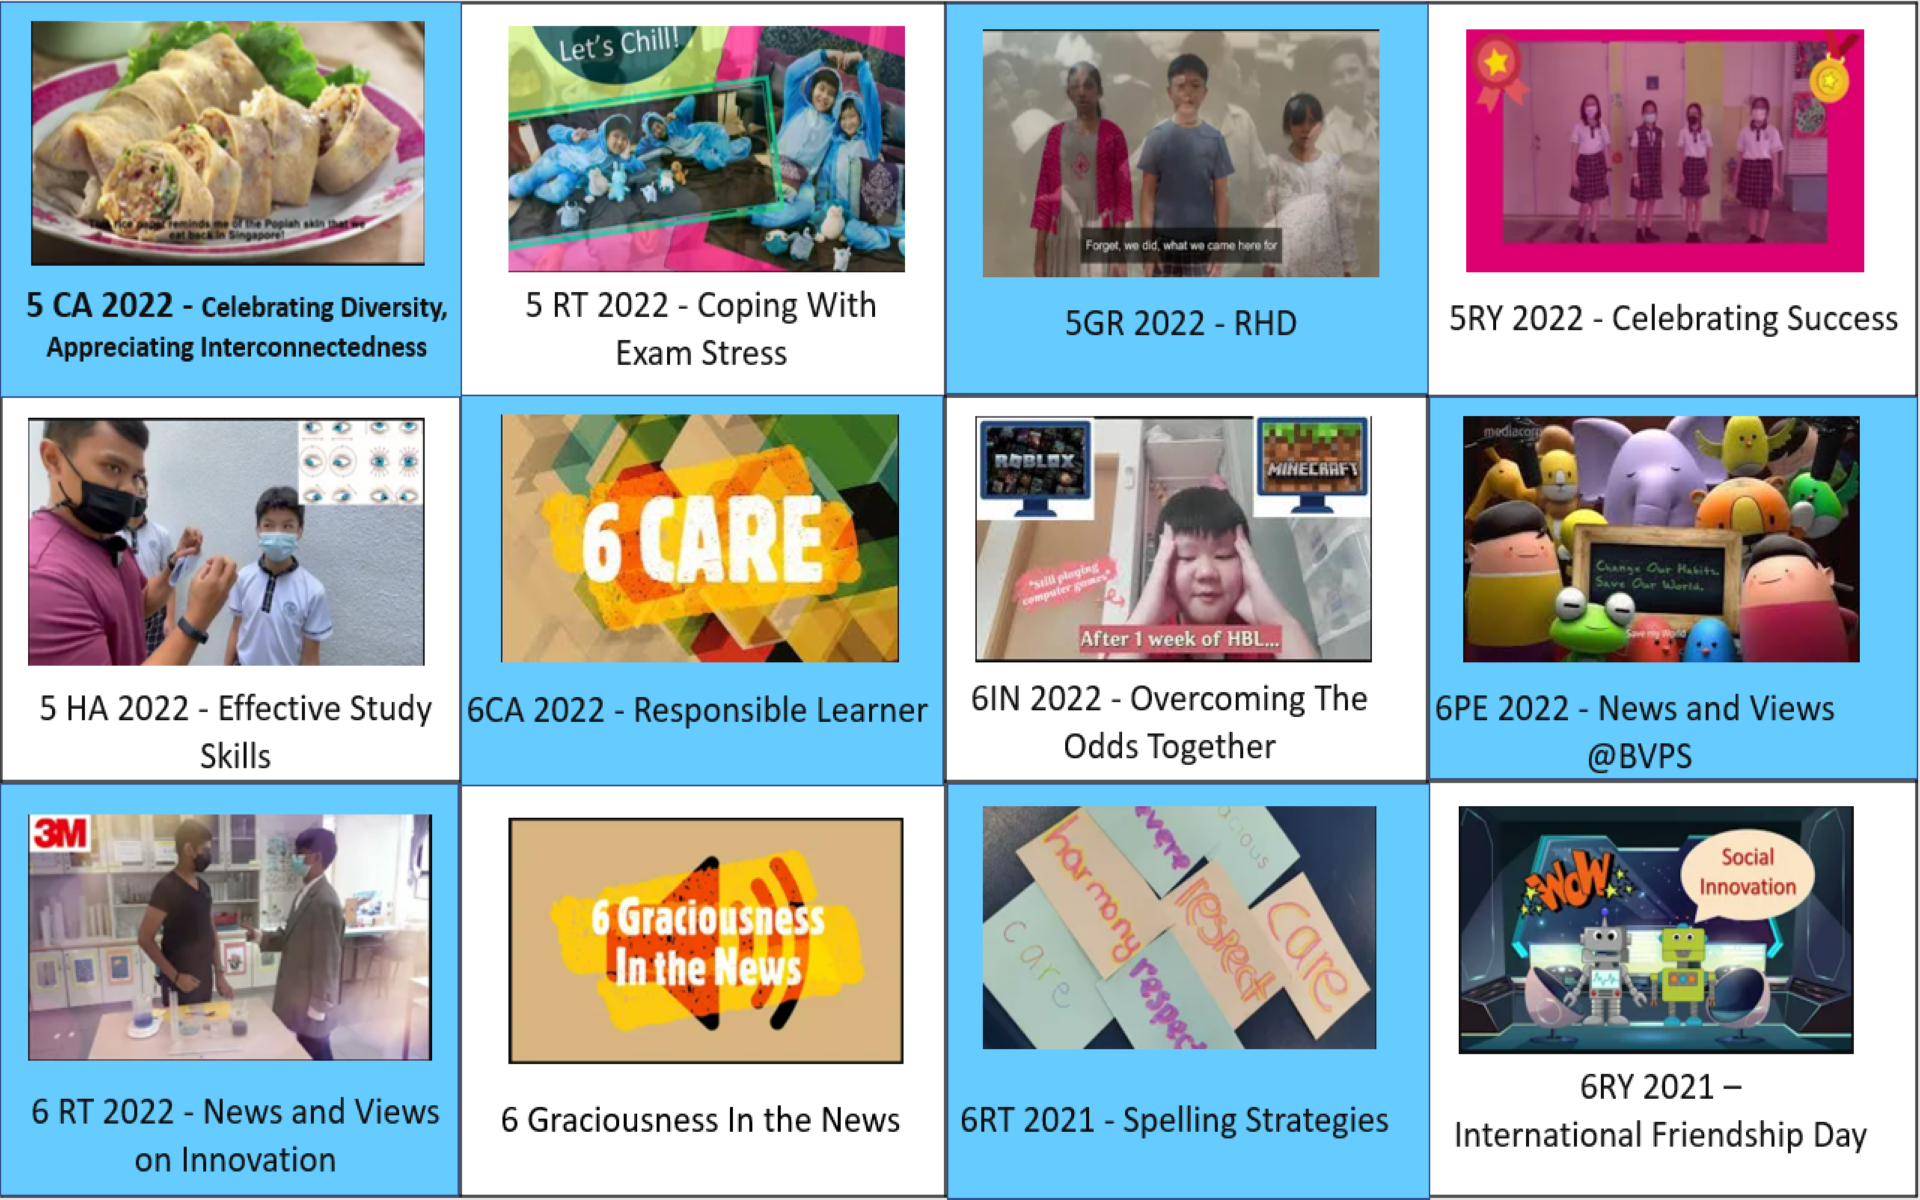 The rice paper reminds me of the Popiah skin that we
eat back in Singapore!
5 CA 2022 - Celebrating Diversity,
Appreciating Interconnectedness
Let's Chill!
5 RT 2022 - Coping With
Exam Stress
Forget, we did, what we came here for
5GR 2022 - RHD
5RY 2022 - Celebrating Success
5 HA 2022 - Effective Study
Skills
6 CARE
6CA 2022 - Responsible Learner
ROBLOX
MINECRAFT
"Still playing
computer games"
After 1 week of HBL...
6IN 2022 - Overcoming The
Odds Together
mediacorp
Change Our Habits.
Save Our World.
Save my World
6PE 2022 - News and Views
@BVPS
3M
6 RT 2022 - News and Views
on Innovation
6 Graciousness
In the News
6 Graciousness In the News
harmony
respect
care
care
respect
6RT 2021 - Spelling Strategies
WOW
Social
Innovation
6RY 2021 –
International Friendship Day